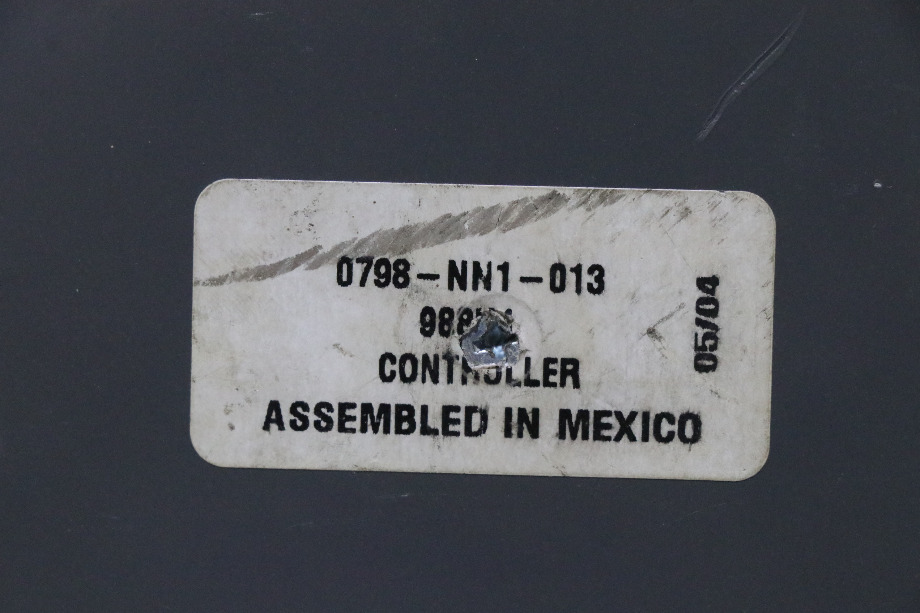 0798-NN1-013
CONTROLLER
ASSEMBLED IN MEXICO
05/04